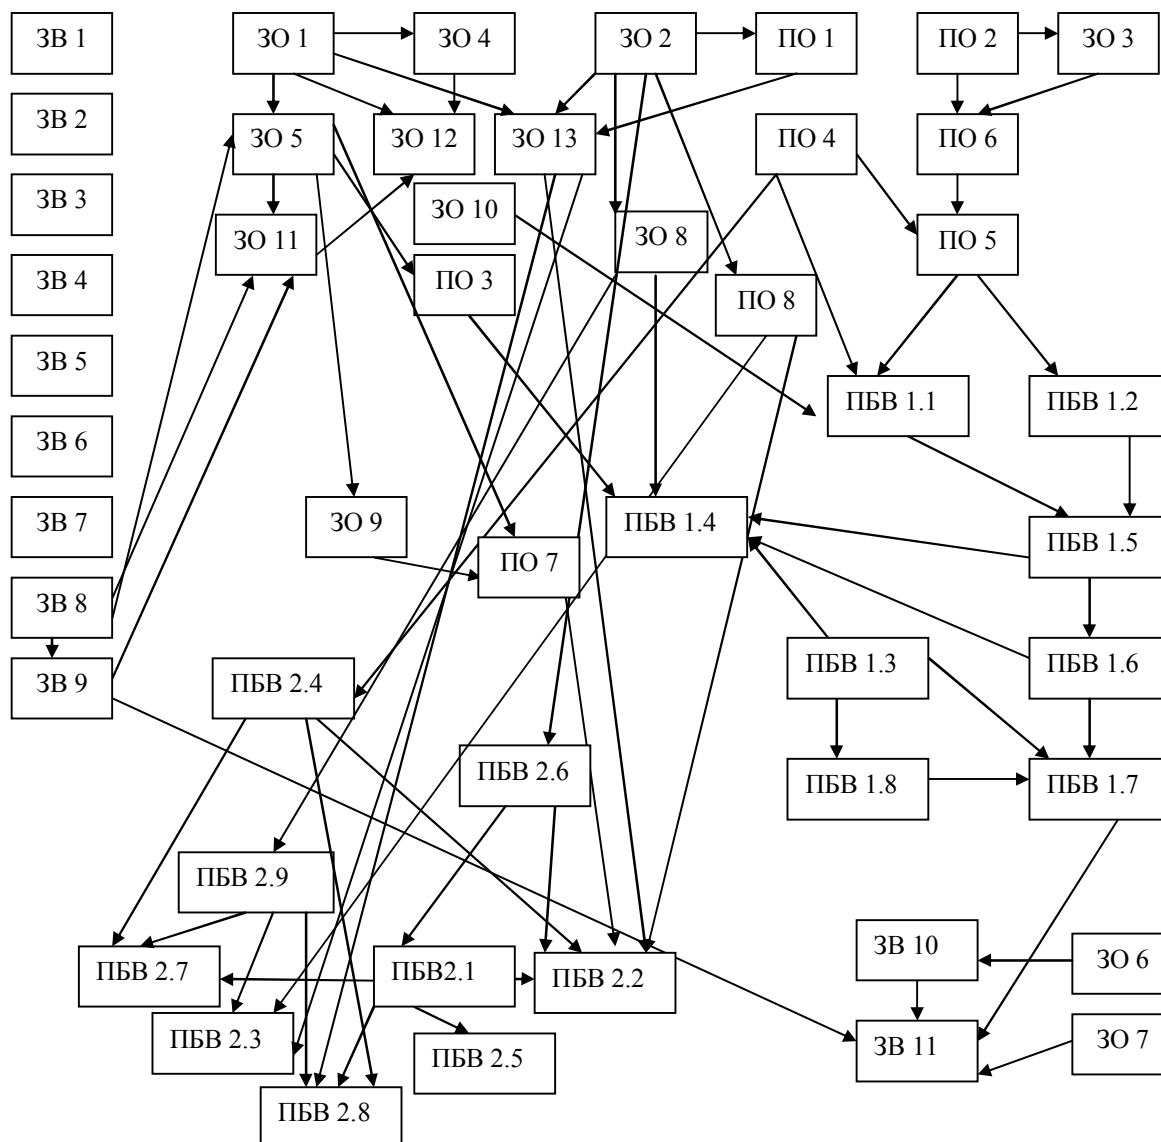 ЗВ 1
ЗО 1
ЗО 4
ЗО 2
ПО 1
ПО 2
ЗО 3
ЗВ 2
ЗО 5
ЗО 12
ЗО 13
ПО 4
ПО 6
ЗВ 3
ЗО 10
ЗО 11
ЗО 8
ПО 5
ЗВ 4
ПО 3
ПО 8
ЗВ 5
ПБВ 1.1
ПБВ 1.2
ЗВ 6
ЗВ 7
ЗО 9
ПБВ 1.4
ПБВ 1.5
ПО 7
ЗВ 8
ПБВ 1.3
ПБВ 1.6
ЗВ 9
ПБВ 2.4
ПБВ 2.6
ПБВ 1.8
ПБВ 1.7
ПБВ 2.9
ЗВ 10
ЗО 6
ПБВ 2.7
ПБВ2.1
ПБВ 2.2
ПБВ 2.3
ПБВ 2.5
ЗВ 11
ЗО 7
ПБВ 2.8